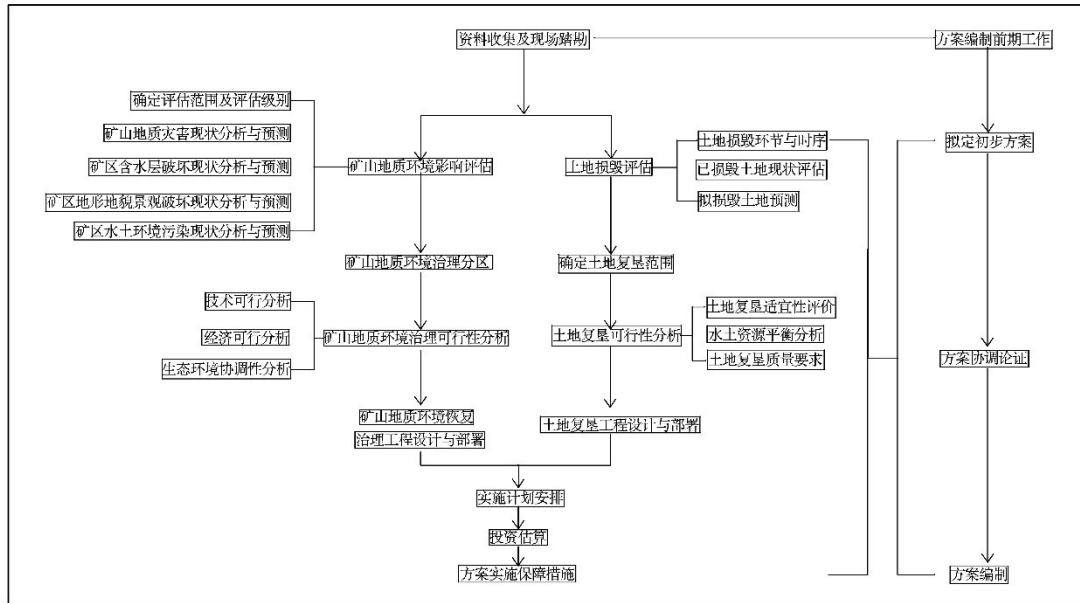 资料收集及现场踏勘
方案编制前期工作
确定评估范围及评估级别
矿山地质灾害现状分析与预测
矿区含水层破坏现状分析与预测
矿区地形地貌景观破坏现状分析与预测
矿区水土环境污染现状分析与预测
矿山地质环境影响评估
土地损毁评估
土地损毁环节与时序
已损毁土地现状评估
拟损毁土地预测
拟定初步方案
矿山地质环境治理分区
确定土地复垦范围
技术可行分析
经济可行分析
生态环境协调性分析
矿山地质环境治理可行性分析
土地复垦可行性分析
土地复垦适宜性评价
水土资源平衡分析
土地复垦质量要求
方案协调论证
矿山地质环境恢复
治理工程设计与部署
土地复垦工程设计与部署
实施计划安排
投资估算
方案实施保障措施
方案编制